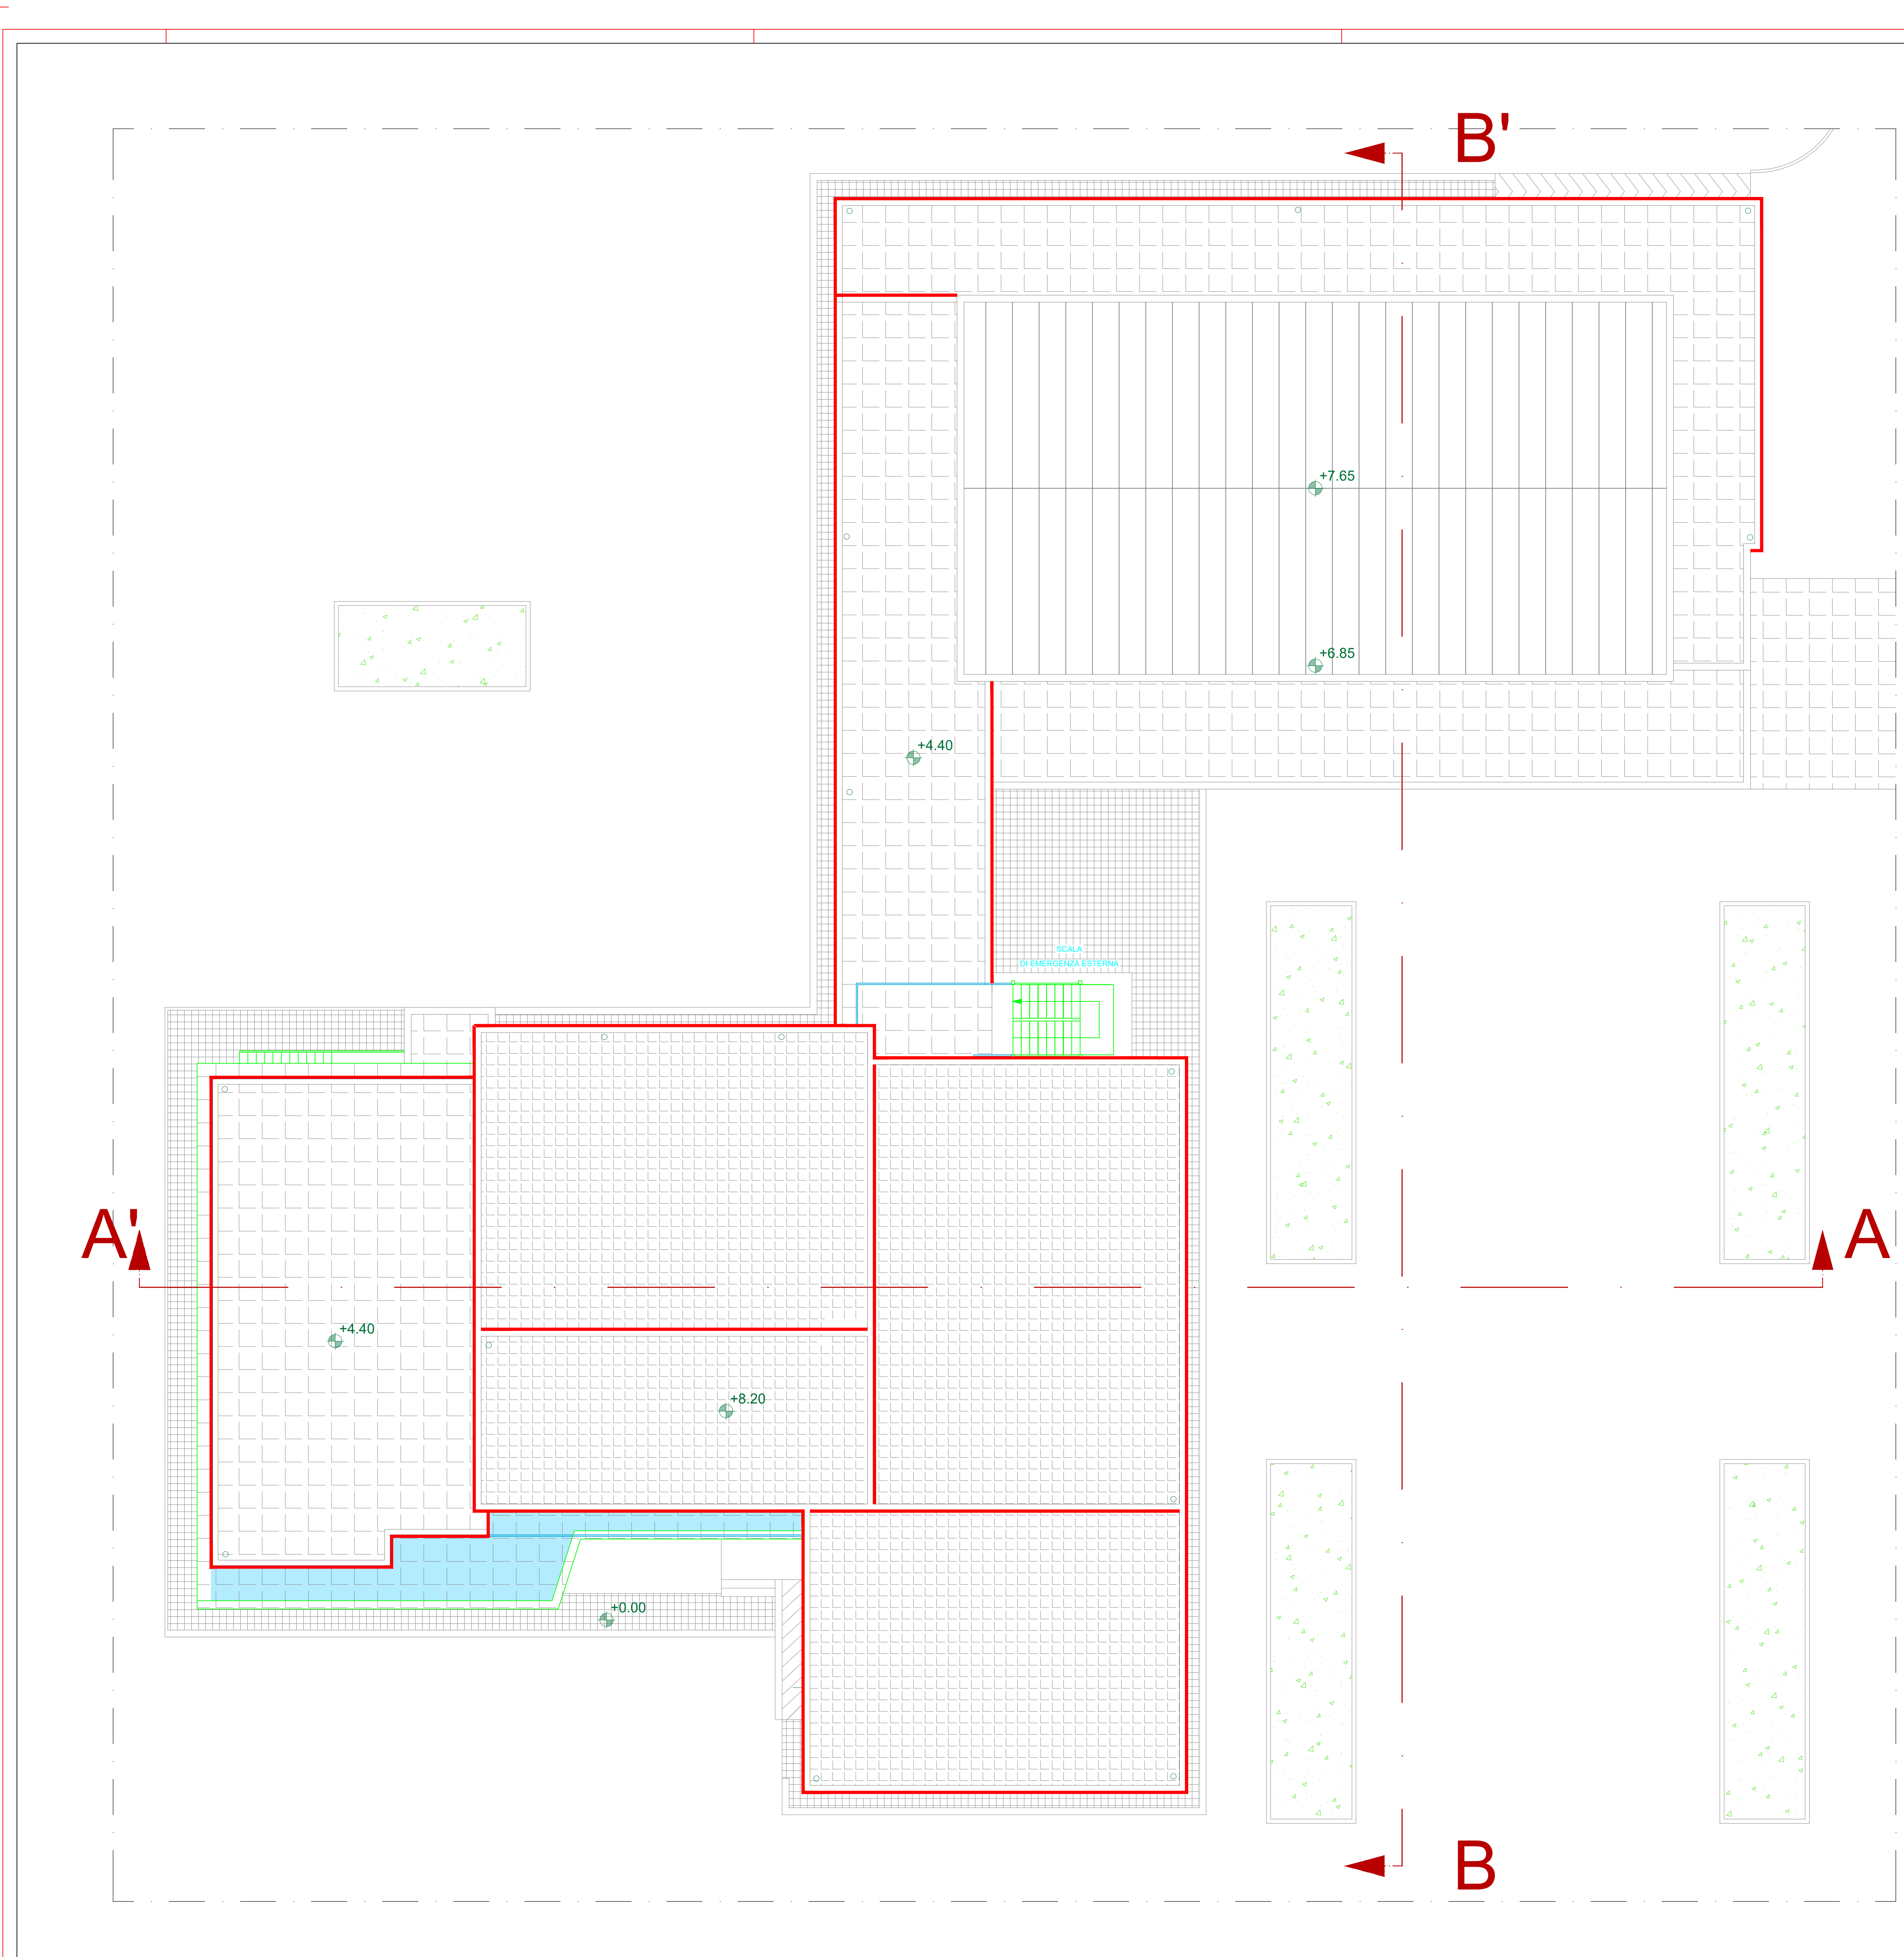 B'
+7.65
+6.85
+4.40
SCALA
DI EMERGENZA ESTERNA
A'
A
+4.40
+8.20
+0.00
B